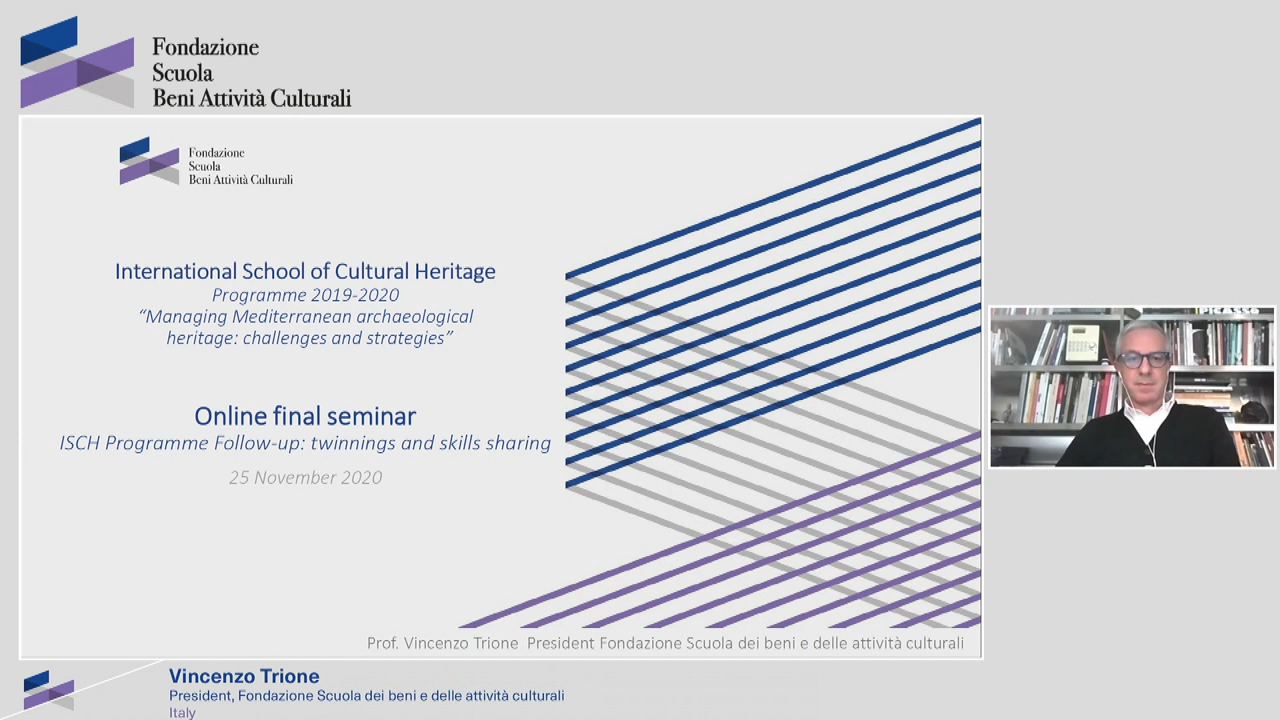 Fondazione
Scuola
Beni Attività Culturali
Fondazione
Scuola
Beni Attività Culturali
International School of Cultural Heritage
Programme 2019-2020
“Managing Mediterranean archaeological
heritage: challenges and strategies”
Online final seminar
ISCH Programme Follow-up: twinnings and skills sharing
25 November 2020
Prof. Vincenzo Trione President Fondazione Scuola dei beni e delle attività culturali
PICASSO
Vincenzo Trione
President, Fondazione Scuola dei beni e delle attività culturali
Italy